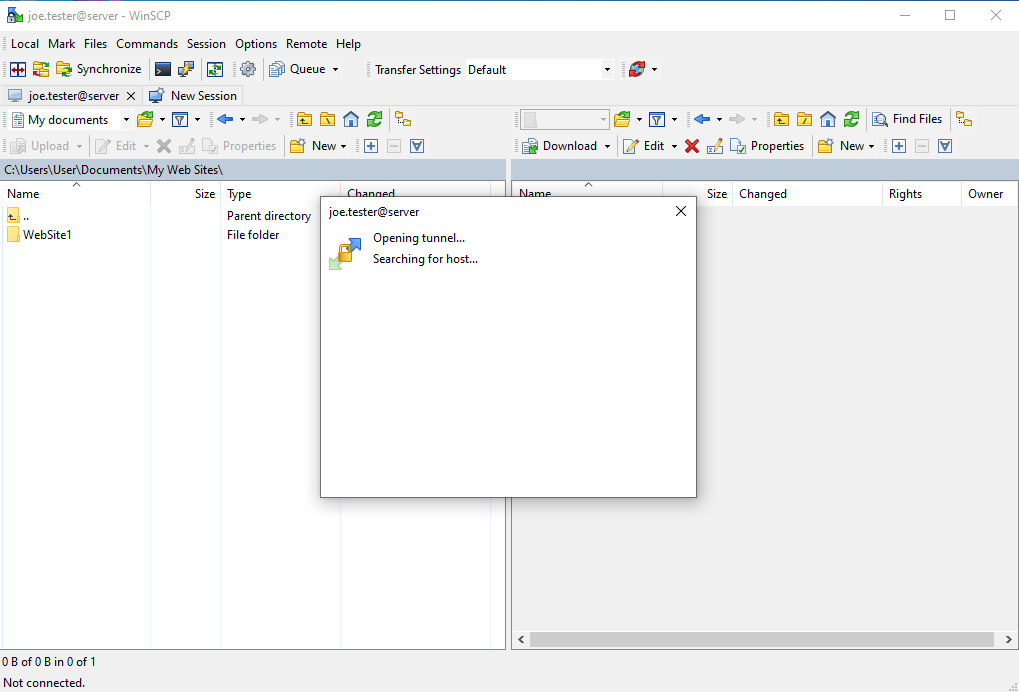 joe.tester@server - WinSCP
Local Mark Files Commands Session Options Remote Help
Synchronize Queue Transfer Settings Default
joe.tester@server New Session
My documents Find Files
Upload Edit Properties New Download Edit Properties New
C:\Users\User\Documents\My Web Sites\
Name Size Type Changed Name Size Changed Rights Owner
.. Parent directory
WebSite1 File folder
joe.tester@server
Opening tunnel...
Searching for host...
0 B of 0 B in 0 of 1
Not connected.